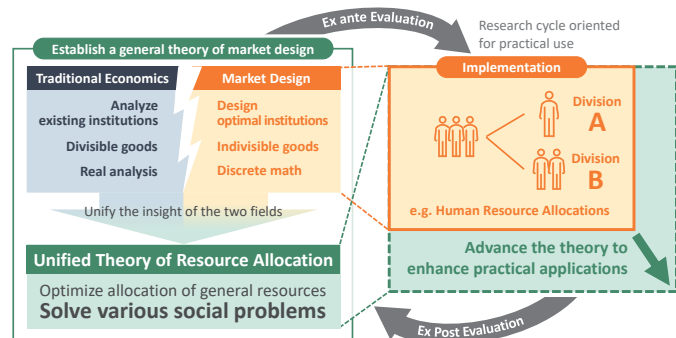 Ex ante Evaluation
Research cycle oriented
for practical use
Establish a general theory of market design
Traditional Economics
Market Design
Analyze
existing institutions
Design
optimal institutions
Divisible goods
Indivisible goods
Real analysis
Discrete math
Unify the insight of the two fields
Unified Theory of Resource Allocation
Optimize allocation of general resources
Solve various social problems
Implementation
Division
A
Division
B
e.g. Human Resource Allocations
Advance the theory to
enhance practical applications
Ex Post Evaluation